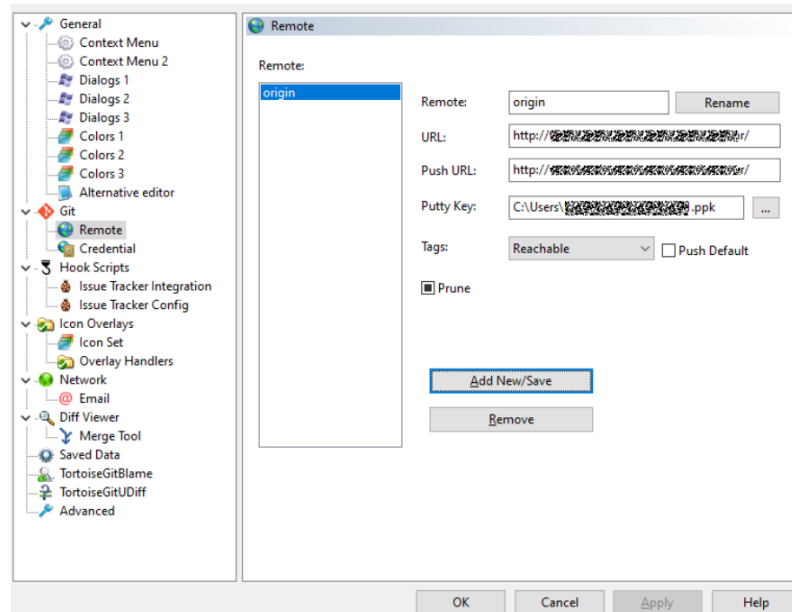 General
Context Menu
Context Menu 2
Dialogs 1
Dialogs 2
Dialogs 3
Colors 1
Colors 2
Colors 3
Alternative editor
Git
Remote
Credential
Hook Scripts
Issue Tracker Integration
Issue Tracker Config
Icon Overlays
Icon Set
Overlay Handlers
Network
Email
Diff Viewer
Merge Tool
Saved Data
TortoiseGitBlame
TortoiseGitUDiff
Advanced
Remote
Remote:
origin
Remote: origin Rename
URL: http:// r/
Push URL: http:// r/
Putty Key: C:\Users\ .ppk ...
Tags: Reachable Push Default
Prune
Add New/Save
Remove
OK Cancel Apply Help